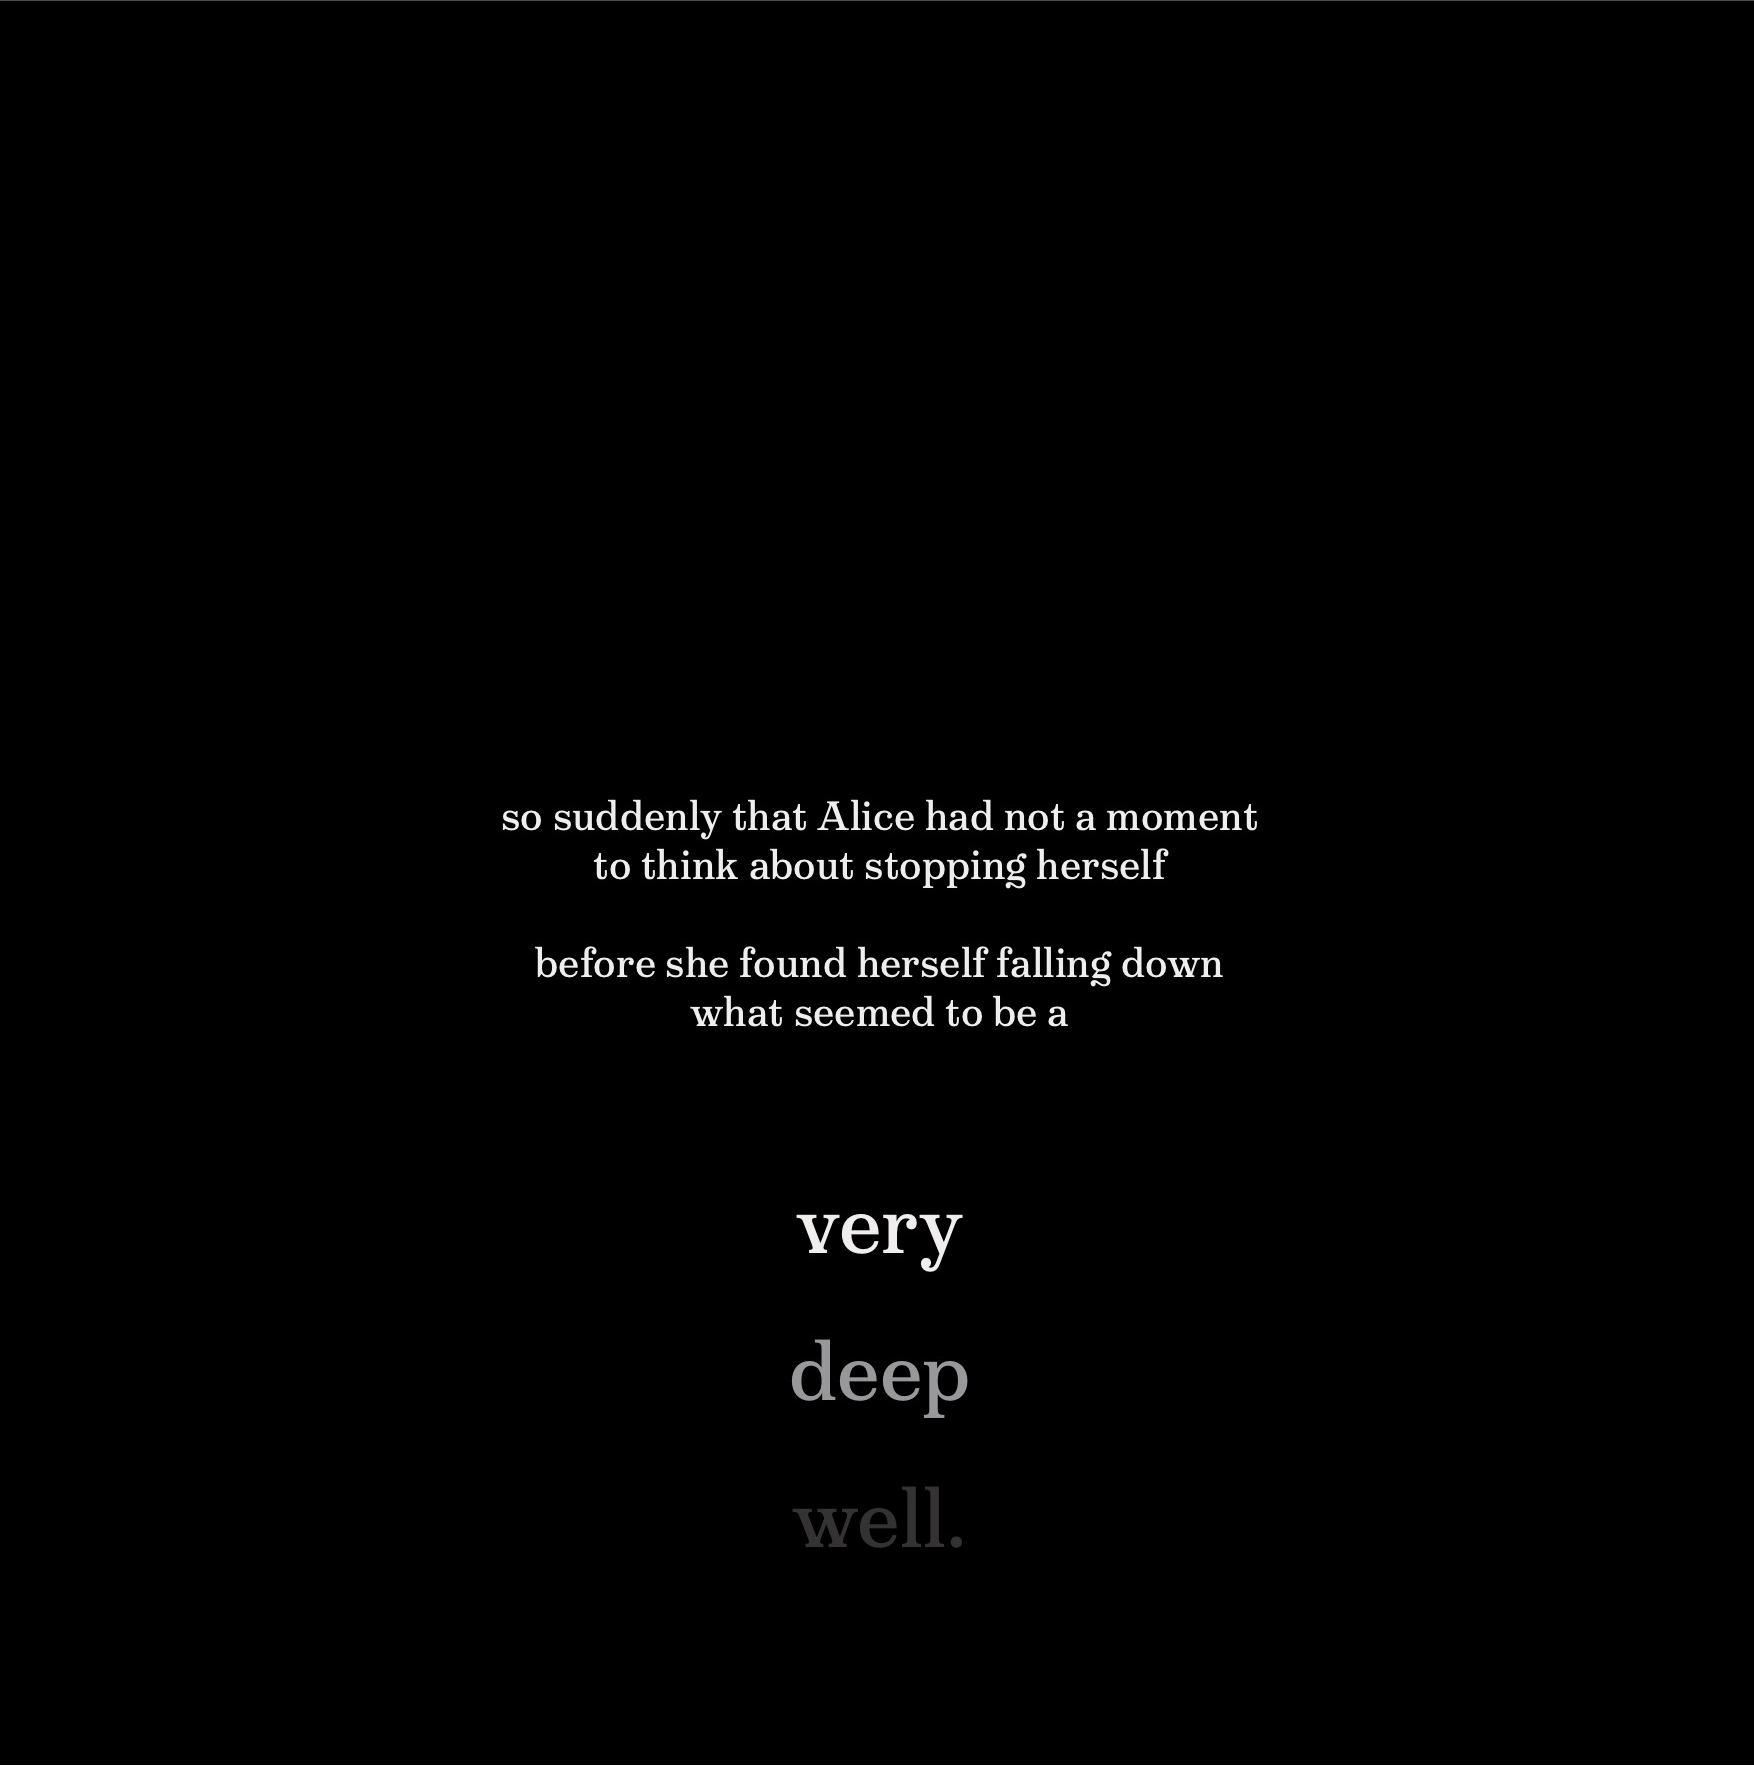 so suddenly that Alice had not a moment
to think about stopping herself
before she found herself falling down
what seemed to be a
very
deep
well.